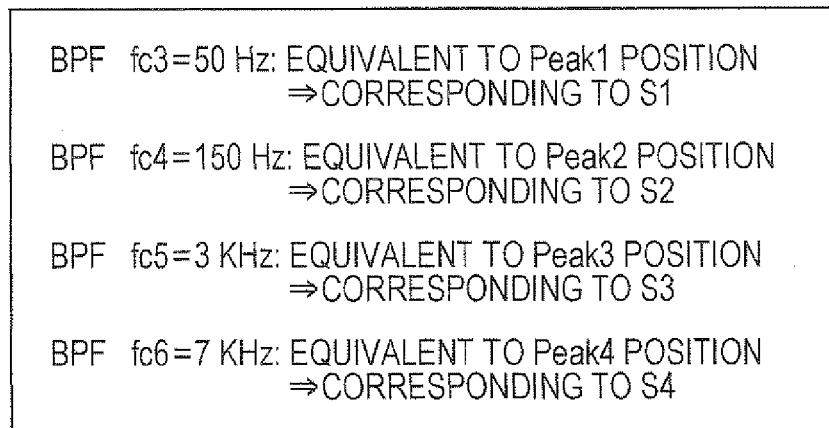 BPF fc3=50 Hz: EQUIVALENT TO Peak1 POSITION
⇒CORRESPONDING TO S1
BPF fc4=150 Hz: EQUIVALENT TO Peak2 POSITION
⇒CORRESPONDING TO S2
BPF fc5=3 KHz: EQUIVALENT TO Peak3 POSITION
⇒CORRESPONDING TO S3
BPF fc6=7 KHz: EQUIVALENT TO Peak4 POSITION
⇒CORRESPONDING TO S4